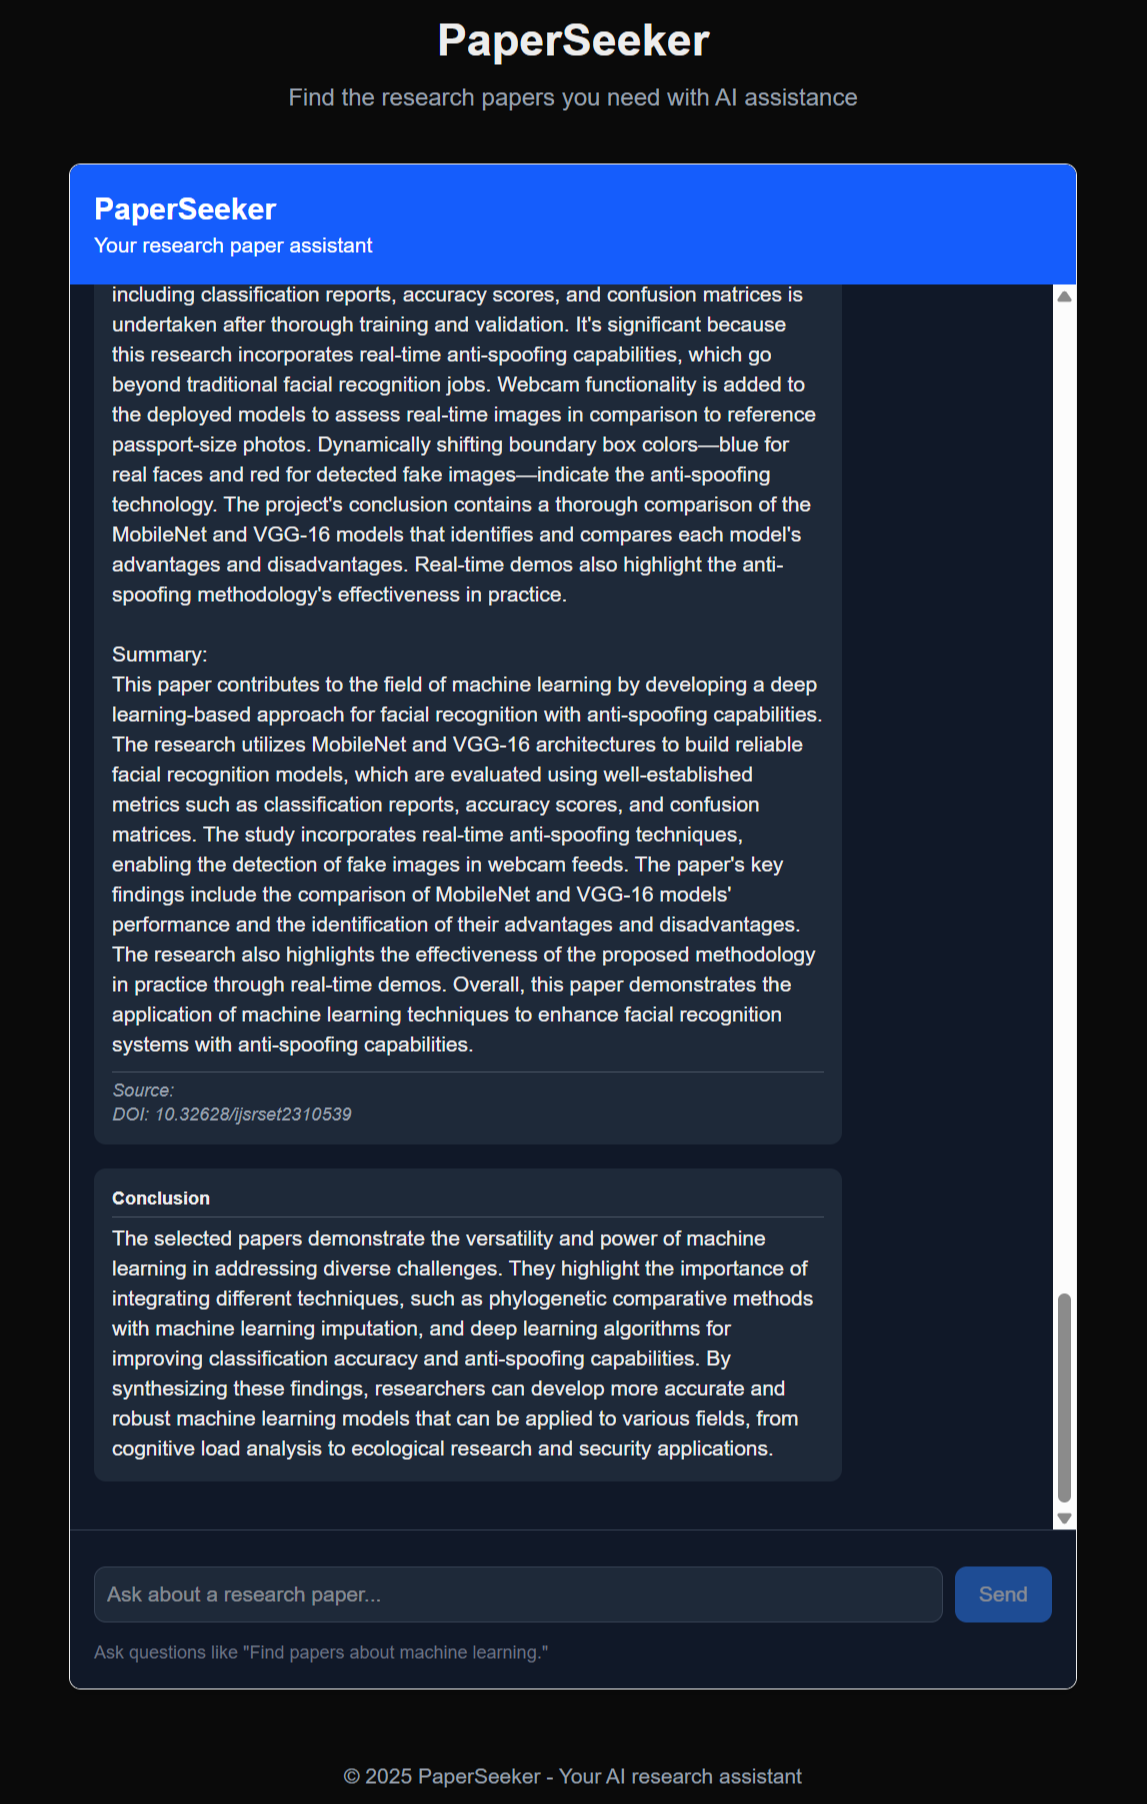 PaperSeeker
Find the research papers you need with AI assistance
PaperSeeker
Your research paper assistant
including classification reports, accuracy scores, and confusion matrices is
undertaken after thorough training and validation. It's significant because
this research incorporates real-time anti-spoofing capabilities, which go
beyond traditional facial recognition jobs. Webcam functionality is added to
the deployed models to assess real-time images in comparison to reference
passport-size photos. Dynamically shifting boundary box colors—blue for
real faces and red for detected fake images—indicate the anti-spoofing
technology. The project's conclusion contains a thorough comparison of the
MobileNet and VGG-16 models that identifies and compares each model's
advantages and disadvantages. Real-time demos also highlight the anti-
spoofing methodology's effectiveness in practice.
Summary:
This paper contributes to the field of machine learning by developing a deep
learning-based approach for facial recognition with anti-spoofing capabilities.
The research utilizes MobileNet and VGG-16 architectures to build reliable
facial recognition models, which are evaluated using well-established
metrics such as classification reports, accuracy scores, and confusion
matrices. The study incorporates real-time anti-spoofing techniques,
enabling the detection of fake images in webcam feeds. The paper's key
findings include the comparison of MobileNet and VGG-16 models'
performance and the identification of their advantages and disadvantages.
The research also highlights the effectiveness of the proposed methodology
in practice through real-time demos. Overall, this paper demonstrates the
application of machine learning techniques to enhance facial recognition
systems with anti-spoofing capabilities.
Source:
DOI: 10.32628/ijsrset2310539
Conclusion
The selected papers demonstrate the versatility and power of machine
learning in addressing diverse challenges. They highlight the importance of
integrating different techniques, such as phylogenetic comparative methods
with machine learning imputation, and deep learning algorithms for
improving classification accuracy and anti-spoofing capabilities. By
synthesizing these findings, researchers can develop more accurate and
robust machine learning models that can be applied to various fields, from
cognitive load analysis to ecological research and security applications.
Ask about a research paper...
Send
Ask questions like "Find papers about machine learning."
© 2025 PaperSeeker - Your AI research assistant